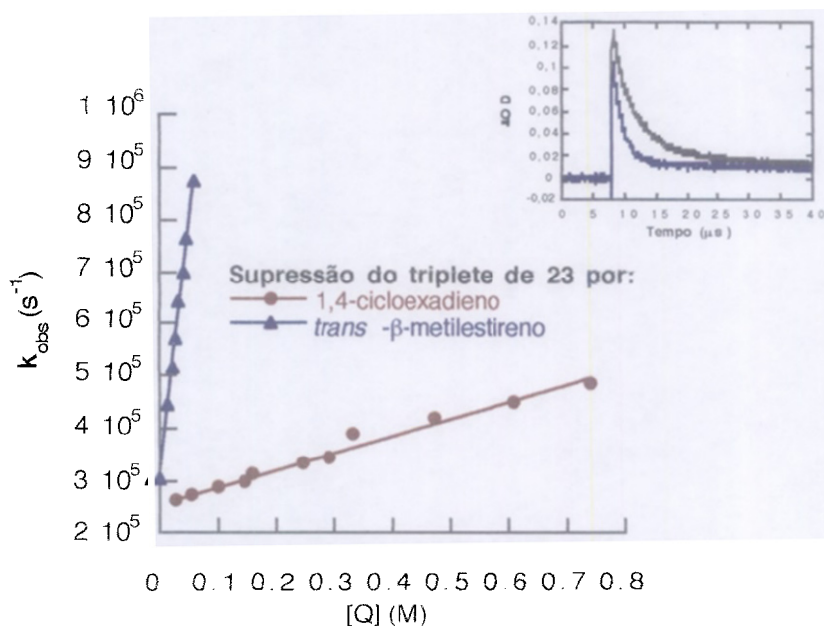 0,14
0,12
0,1
0,08
0,06
0,04
0,02
0
-0,02
ΔO D
0 5 10 15 20 25 30 35 40
Tempo (μs)
1 10⁶
9 10⁵
8 10⁵
7 10⁵
6 10⁵
5 10⁵
4 10⁵
3 10⁵
2 10⁵
k_obs (s⁻¹)
Supressão do triplete de 23 por:
1,4-cicloexadieno
trans -β-metilestireno
0 0.1 0.2 0.3 0.4 0.5 0.6 0.7 0.8
[Q] (M)